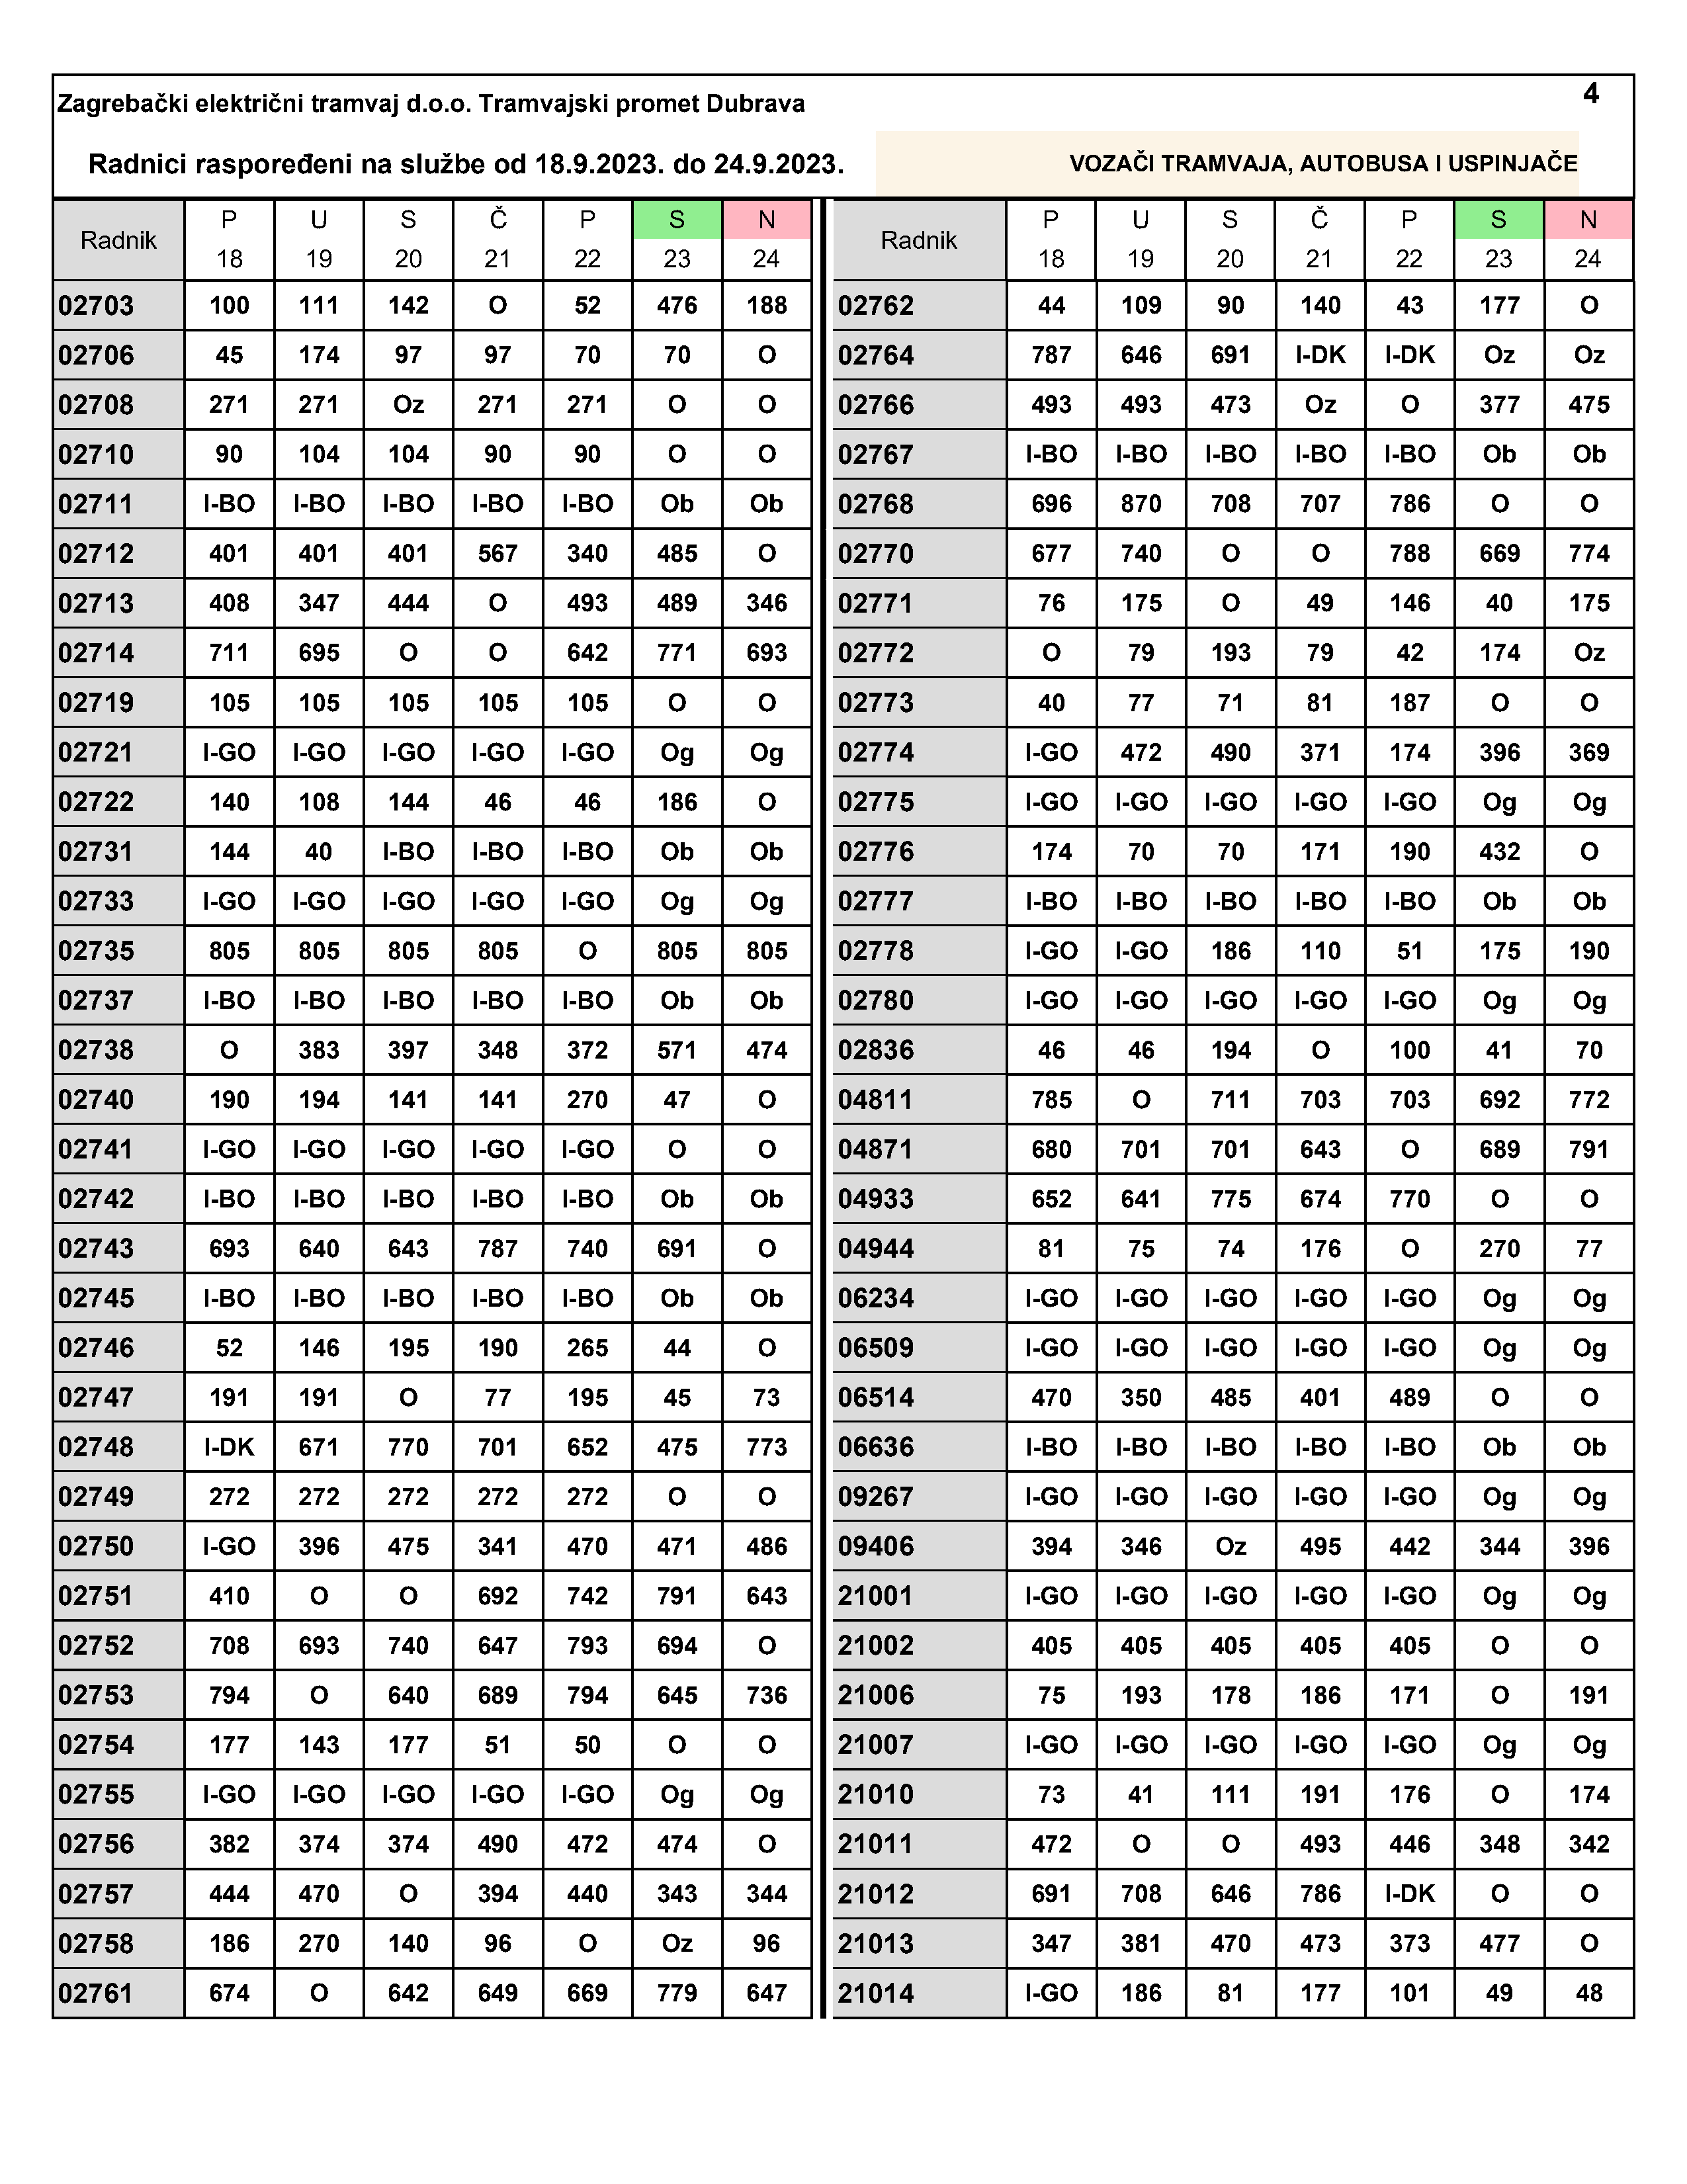 4
Zagrebački električni tramvaj d.o.o. Tramvajski promet Dubrava
Radnici raspoređeni na službe od 18.9.2023. do 24.9.2023. VOZAČI TRAMVAJA, AUTOBUSA I USPINJAČE
Radnik P U S Č P S N Radnik P U S Č P S N
18 19 20 21 22 23 24 18 19 20 21 22 23 24
02703 100 111 142 O 52 476 188 02762 44 109 90 140 43 177 O
02706 45 174 97 97 70 70 O 02764 787 646 691 I-DK I-DK Oz Oz
02708 271 271 Oz 271 271 O O 02766 493 493 473 Oz O 377 475
02710 90 104 104 90 90 O O 02767 I-BO I-BO I-BO I-BO I-BO Ob Ob
02711 I-BO I-BO I-BO I-BO I-BO Ob Ob 02768 696 870 708 707 786 O O
02712 401 401 401 567 340 485 O 02770 677 740 O O 788 669 774
02713 408 347 444 O 493 489 346 02771 76 175 O 49 146 40 175
02714 711 695 O O 642 771 693 02772 O 79 193 79 42 174 Oz
02719 105 105 105 105 105 O O 02773 40 77 71 81 187 O O
02721 I-GO I-GO I-GO I-GO I-GO Og Og 02774 I-GO 472 490 371 174 396 369
02722 140 108 144 46 46 186 O 02775 I-GO I-GO I-GO I-GO I-GO Og Og
02731 144 40 I-BO I-BO I-BO Ob Ob 02776 174 70 70 171 190 432 O
02733 I-GO I-GO I-GO I-GO I-GO Og Og 02777 I-BO I-BO I-BO I-BO I-BO Ob Ob
02735 805 805 805 805 O 805 805 02778 I-GO I-GO 186 110 51 175 190
02737 I-BO I-BO I-BO I-BO I-BO Ob Ob 02780 I-GO I-GO I-GO I-GO I-GO Og Og
02738 O 383 397 348 372 571 474 02836 46 46 194 O 100 41 70
02740 190 194 141 141 270 47 O 04811 785 O 711 703 703 692 772
02741 I-GO I-GO I-GO I-GO I-GO O O 04871 680 701 701 643 O 689 791
02742 I-BO I-BO I-BO I-BO I-BO Ob Ob 04933 652 641 775 674 770 O O
02743 693 640 643 787 740 691 O 04944 81 75 74 176 O 270 77
02745 I-BO I-BO I-BO I-BO I-BO Ob Ob 06234 I-GO I-GO I-GO I-GO I-GO Og Og
02746 52 146 195 190 265 44 O 06509 I-GO I-GO I-GO I-GO I-GO Og Og
02747 191 191 O 77 195 45 73 06514 470 350 485 401 489 O O
02748 I-DK 671 770 701 652 475 773 06636 I-BO I-BO I-BO I-BO I-BO Ob Ob
02749 272 272 272 272 272 O O 09267 I-GO I-GO I-GO I-GO I-GO Og Og
02750 I-GO 396 475 341 470 471 486 09406 394 346 Oz 495 442 344 396
02751 410 O O 692 742 791 643 21001 I-GO I-GO I-GO I-GO I-GO Og Og
02752 708 693 740 647 793 694 O 21002 405 405 405 405 405 O O
02753 794 O 640 689 794 645 736 21006 75 193 178 186 171 O 191
02754 177 143 177 51 50 O O 21007 I-GO I-GO I-GO I-GO I-GO Og Og
02755 I-GO I-GO I-GO I-GO I-GO Og Og 21010 73 41 111 191 176 O 174
02756 382 374 374 490 472 474 O 21011 472 O O 493 446 348 342
02757 444 470 O 394 440 343 344 21012 691 708 646 786 I-DK O O
02758 186 270 140 96 O Oz 96 21013 347 381 470 473 373 477 O
02761 674 O 642 649 669 779 647 21014 I-GO 186 81 177 101 49 48